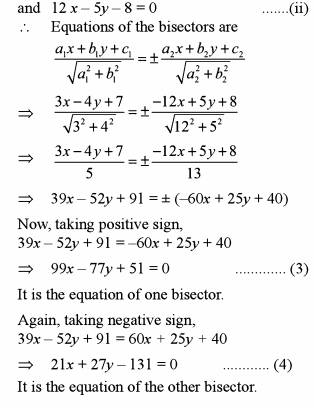 and 12 x – 5y – 8 = 0 .......(ii)
∴ Equations of the bisectors are
(a₁x + b₁y + c₁)/√(a₁² + b₁²) = ± (a₂x + b₂y + c₂)/√(a₂² + b₂²)
⇒ (3x – 4y + 7)/√(3² + 4²) = ± (–12x + 5y + 8)/√(12² + 5²)
⇒ (3x – 4y + 7)/5 = ± (–12x + 5y + 8)/13
⇒ 39x – 52y + 91 = ± (–60x + 25y + 40)
Now, taking positive sign,
39x – 52y + 91 = –60x + 25y + 40
⇒ 99x – 77y + 51 = 0 ............. (3)
It is the equation of one bisector.
Again, taking negative sign,
39x – 52y + 91 = 60x + 25y + 40
⇒ 21x + 27y – 131 = 0 ............ (4)
It is the equation of the other bisector.